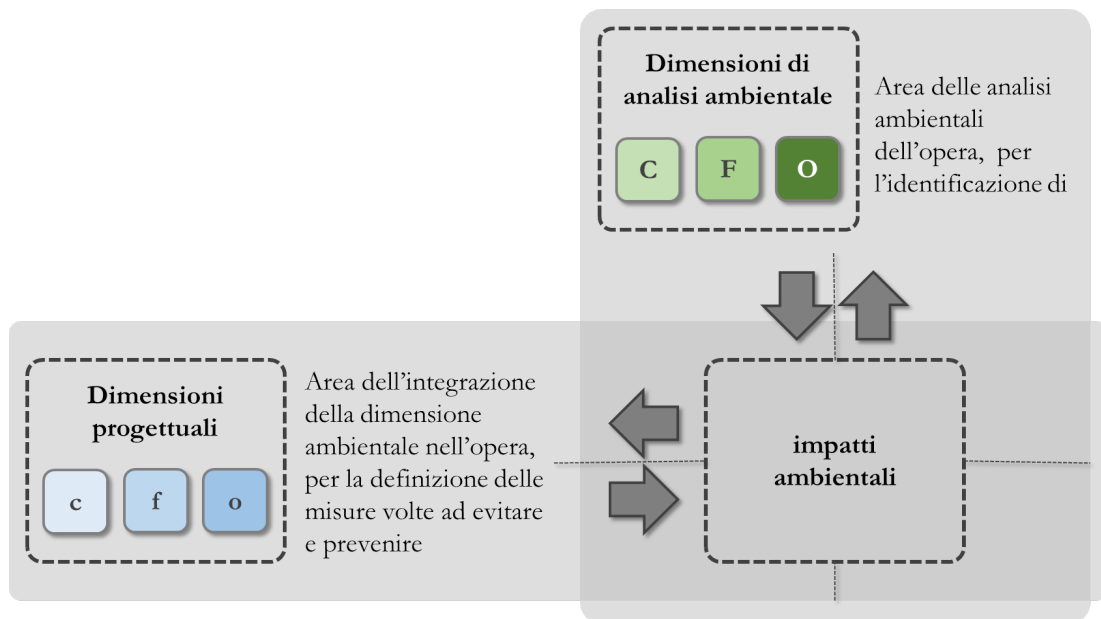 Dimensioni di
analisi ambientale
C F O
Area delle analisi
ambientali
dell'opera, per
l'identificazione di
Dimensioni
progettuali
c f o
Area dell'integrazione
della dimensione
ambientale nell'opera,
per la definizione delle
misure volte ad evitare
e prevenire
impatti
ambientali